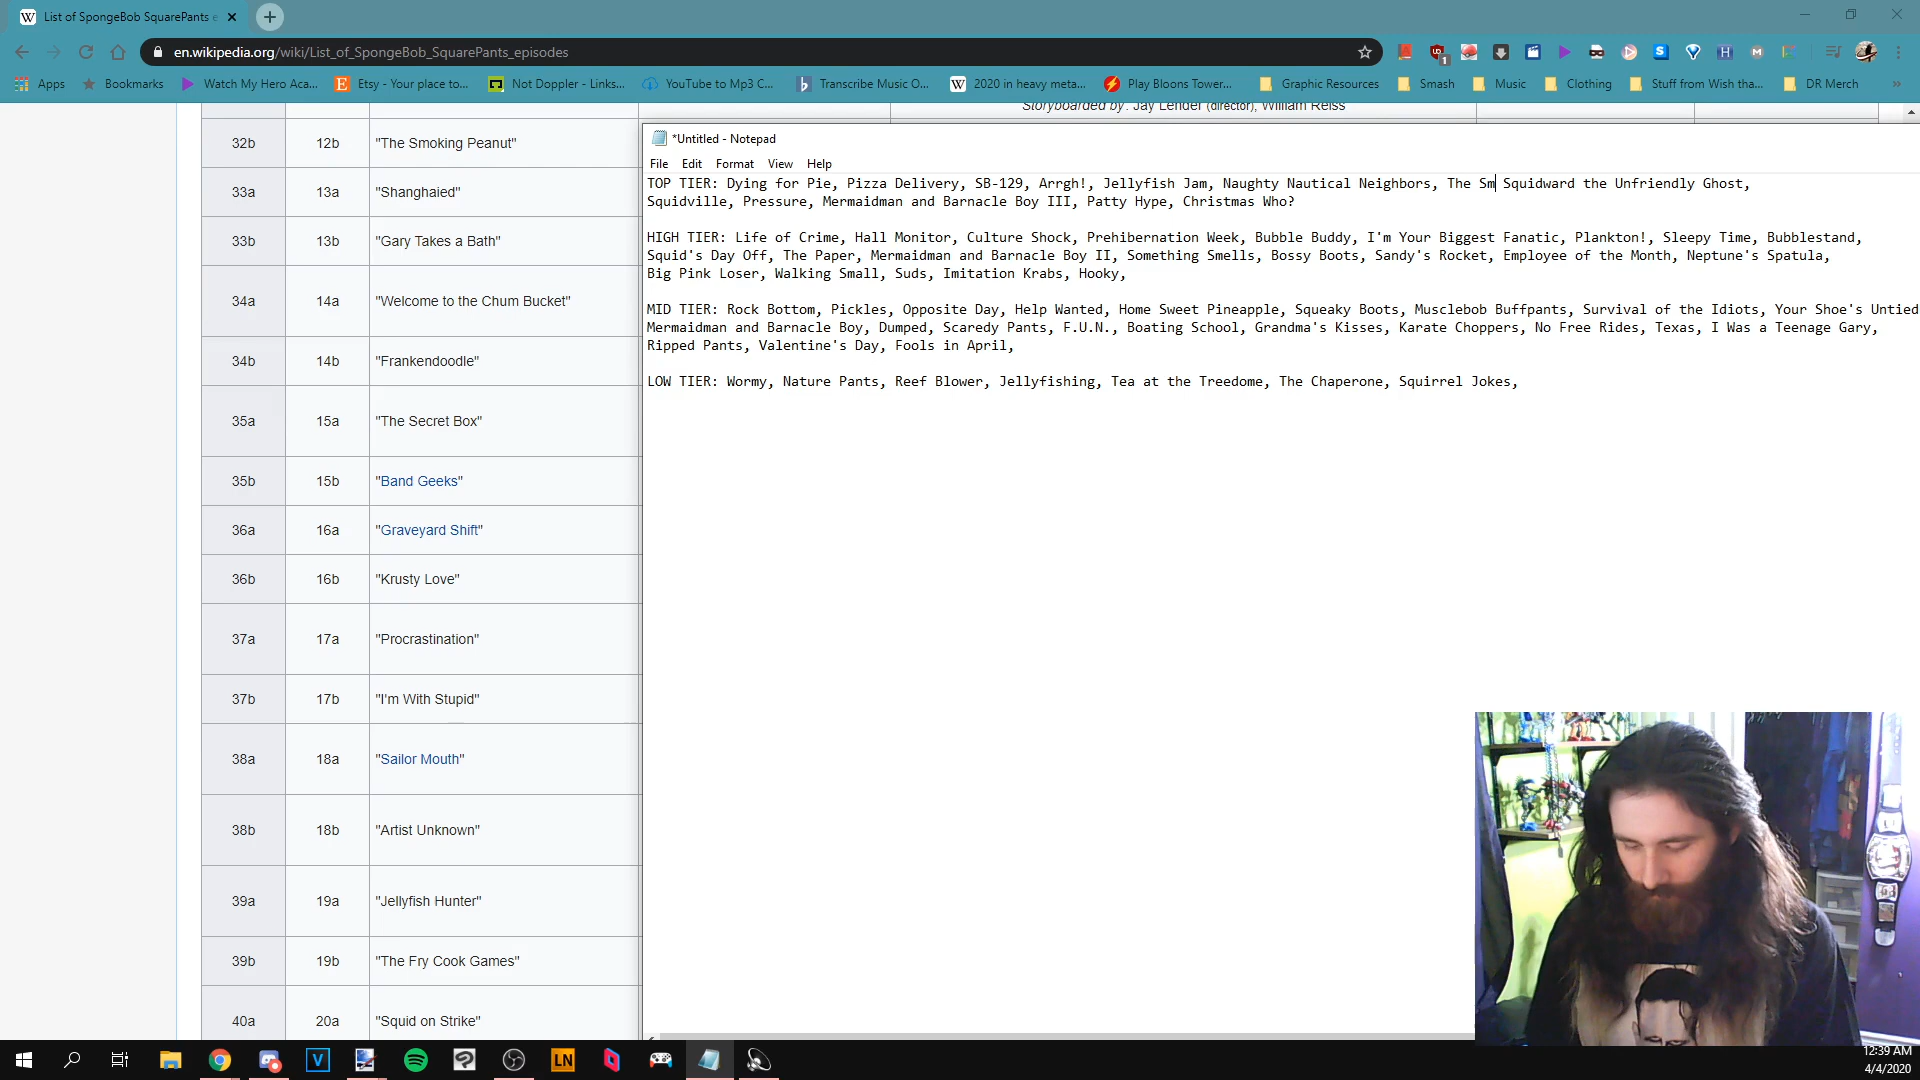 List of SpongeBob SquarePants e
en.wikipedia.org/wiki/List_of_SpongeBob_SquarePants_episodes
Apps
Bookmarks
Watch My Hero Aca...
Etsy - Your place to...
Not Doppler - Links...
YouTube to Mp3 C...
Transcribe Music O...
2020 in heavy meta...
Play Bloons Tower...
Graphic Resources
Smash
Music
Clothing
Stuff from Wish tha...
DR Merch
Storyboarded by: Jay Lender (director), William Reiss
32b 12b "The Smoking Peanut"
33a 13a "Shanghaied"
33b 13b "Gary Takes a Bath"
34a 14a "Welcome to the Chum Bucket"
34b 14b "Frankendoodle"
35a 15a "The Secret Box"
35b 15b "Band Geeks"
36a 16a "Graveyard Shift"
36b 16b "Krusty Love"
37a 17a "Procrastination"
37b 17b "I'm With Stupid"
38a 18a "Sailor Mouth"
38b 18b "Artist Unknown"
39a 19a "Jellyfish Hunter"
39b 19b "The Fry Cook Games"
40a 20a "Squid on Strike"
*Untitled - Notepad
File Edit Format View Help
TOP TIER: Dying for Pie, Pizza Delivery, SB-129, Arrgh!, Jellyfish Jam, Naughty Nautical Neighbors, The Sm Squidward the Unfriendly Ghost,
Squidville, Pressure, Mermaidman and Barnacle Boy III, Patty Hype, Christmas Who?
HIGH TIER: Life of Crime, Hall Monitor, Culture Shock, Prehibernation Week, Bubble Buddy, I'm Your Biggest Fanatic, Plankton!, Sleepy Time, Bubblestand,
Squid's Day Off, The Paper, Mermaidman and Barnacle Boy II, Something Smells, Bossy Boots, Sandy's Rocket, Employee of the Month, Neptune's Spatula,
Big Pink Loser, Walking Small, Suds, Imitation Krabs, Hooky,
MID TIER: Rock Bottom, Pickles, Opposite Day, Help Wanted, Home Sweet Pineapple, Squeaky Boots, Musclebob Buffpants, Survival of the Idiots, Your Shoe's Untied
Mermaidman and Barnacle Boy, Dumped, Scaredy Pants, F.U.N., Boating School, Grandma's Kisses, Karate Choppers, No Free Rides, Texas, I Was a Teenage Gary,
Ripped Pants, Valentine's Day, Fools in April,
LOW TIER: Wormy, Nature Pants, Reef Blower, Jellyfishing, Tea at the Treedome, The Chaperone, Squirrel Jokes,
LN
12:39 AM
4/4/2020